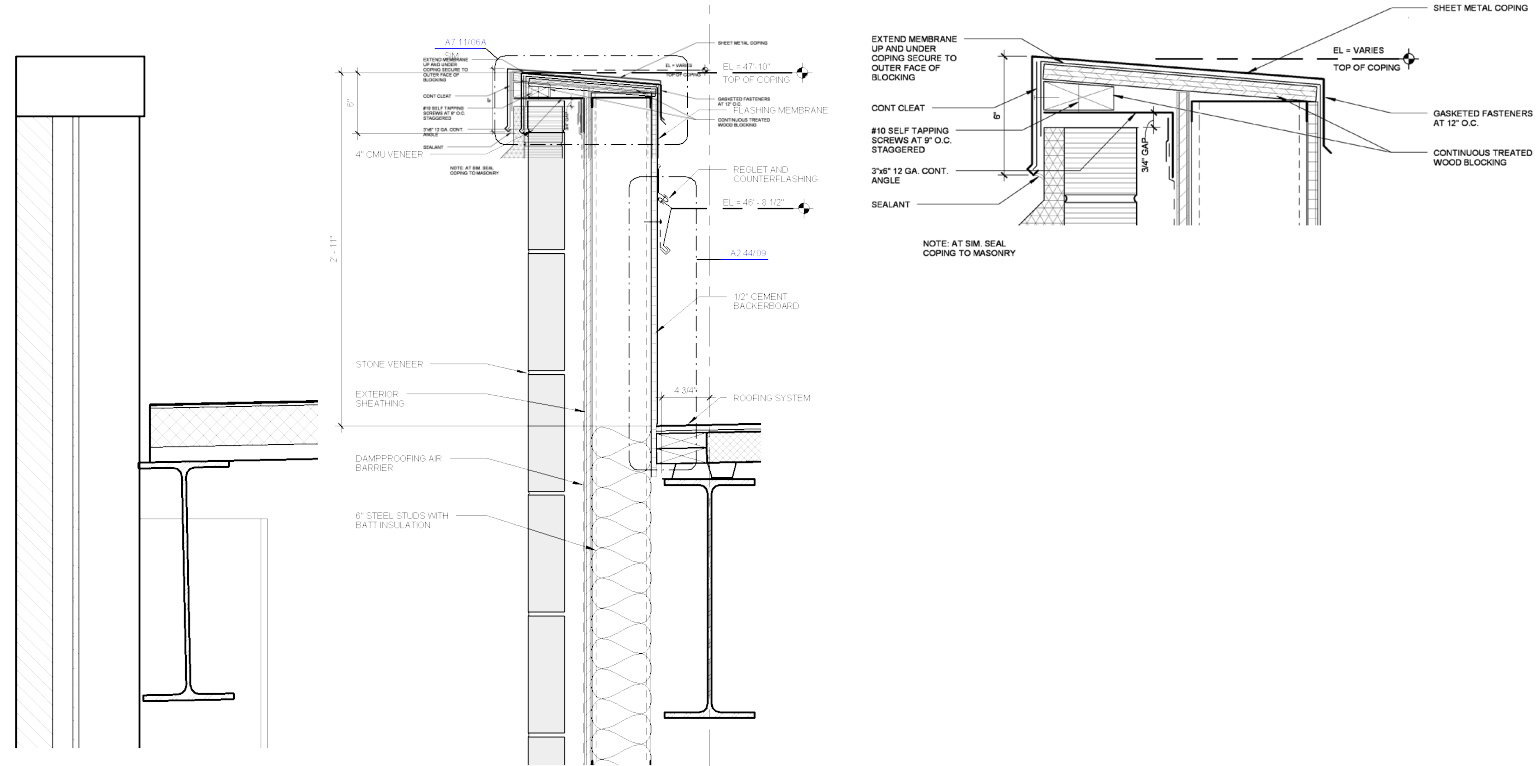 A7.11/06A
SIM
EXTEND MEMBRANE
UP AND UNDER
COPING SECURE TO
OUTER FACE OF
BLOCKING
CONT CLEAT
#10 SELF TAPPING
SCREWS AT 9" O.C.
STAGGERED
3"x6" 12 GA. CONT.
ANGLE
SEALANT
4" CMU VENEER
NOTE: AT SIM. SEAL
COPING TO MASONRY
6"
6"
3/4" GAP
SHEET METAL COPING
EL = VARIES
TOP OF COPING
EL = 47'-10"
TOP OF COPING
GASKETED FASTENERS
AT 12" O.C.
FLASHING MEMBRANE
CONTINUOUS TREATED
WOOD BLOCKING
REGLET AND
COUNTERFLASHING
EL = 46' - 8 1/2"
2' - 11"
A2.44/09
1/2" CEMENT
BACKERBOARD
STONE VENEER
EXTERIOR
SHEATHING
4 3/4"
ROOFING SYSTEM
DAMPPROOFING AIR
BARRIER
6" STEEL STUDS WITH
BATT INSULATION
SHEET METAL COPING
EXTEND MEMBRANE
UP AND UNDER
COPING SECURE TO
OUTER FACE OF
BLOCKING
EL = VARIES
TOP OF COPING
CONT CLEAT
6"
#10 SELF TAPPING
SCREWS AT 9" O.C.
STAGGERED
3"x6" 12 GA. CONT.
ANGLE
SEALANT
3/4" GAP
GASKETED FASTENERS
AT 12" O.C.
CONTINUOUS TREATED
WOOD BLOCKING
NOTE: AT SIM. SEAL
COPING TO MASONRY